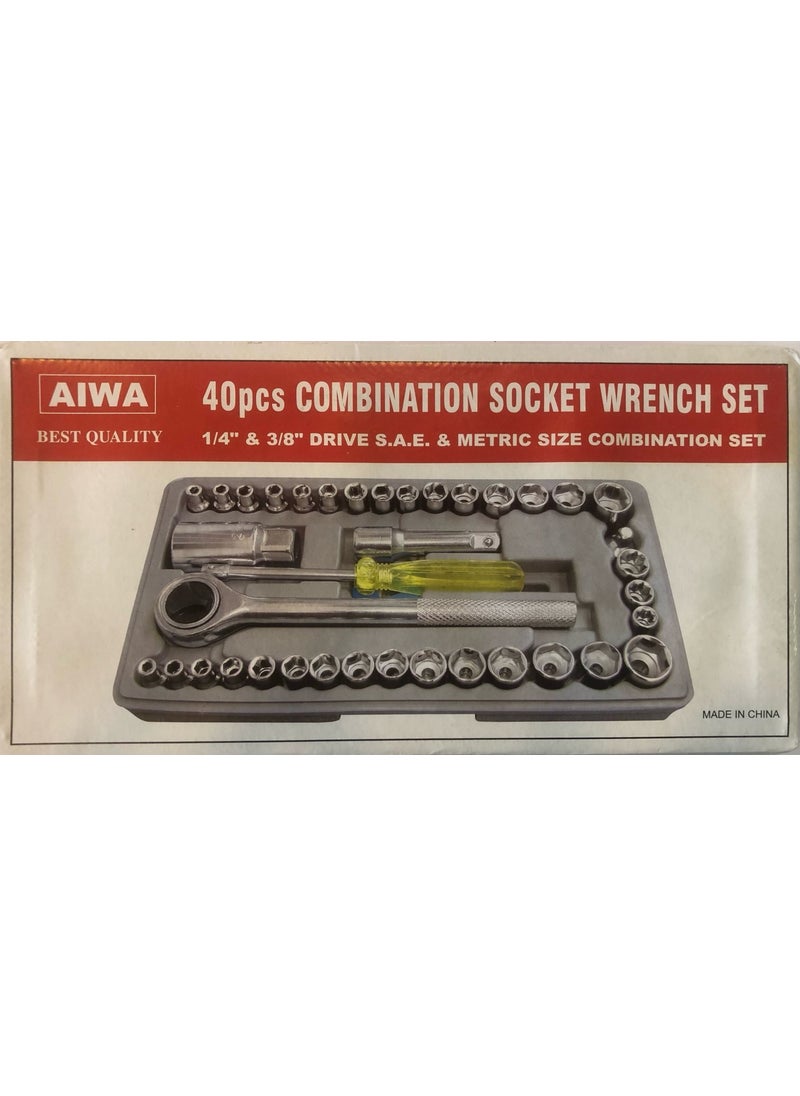 AIWA
BEST QUALITY
40pcs COMBINATION SOCKET WRENCH SET
1/4" & 3/8" DRIVE S.A.E. & METRIC SIZE COMBINATION SET
MADE IN CHINA